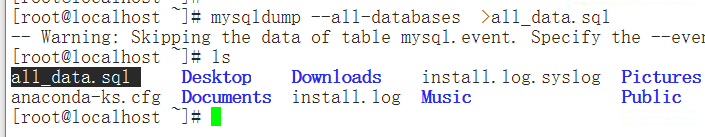 [root@localhost ~]# mysqldump --all-databases  >all_data.sql
-- Warning: Skipping the data of table mysql.event. Specify the --even
[root@localhost ~]# ls
all_data.sql     Desktop    Downloads    install.log.syslog  Pictures
anaconda-ks.cfg  Documents  install.log  Music               Public
[root@localhost ~]#